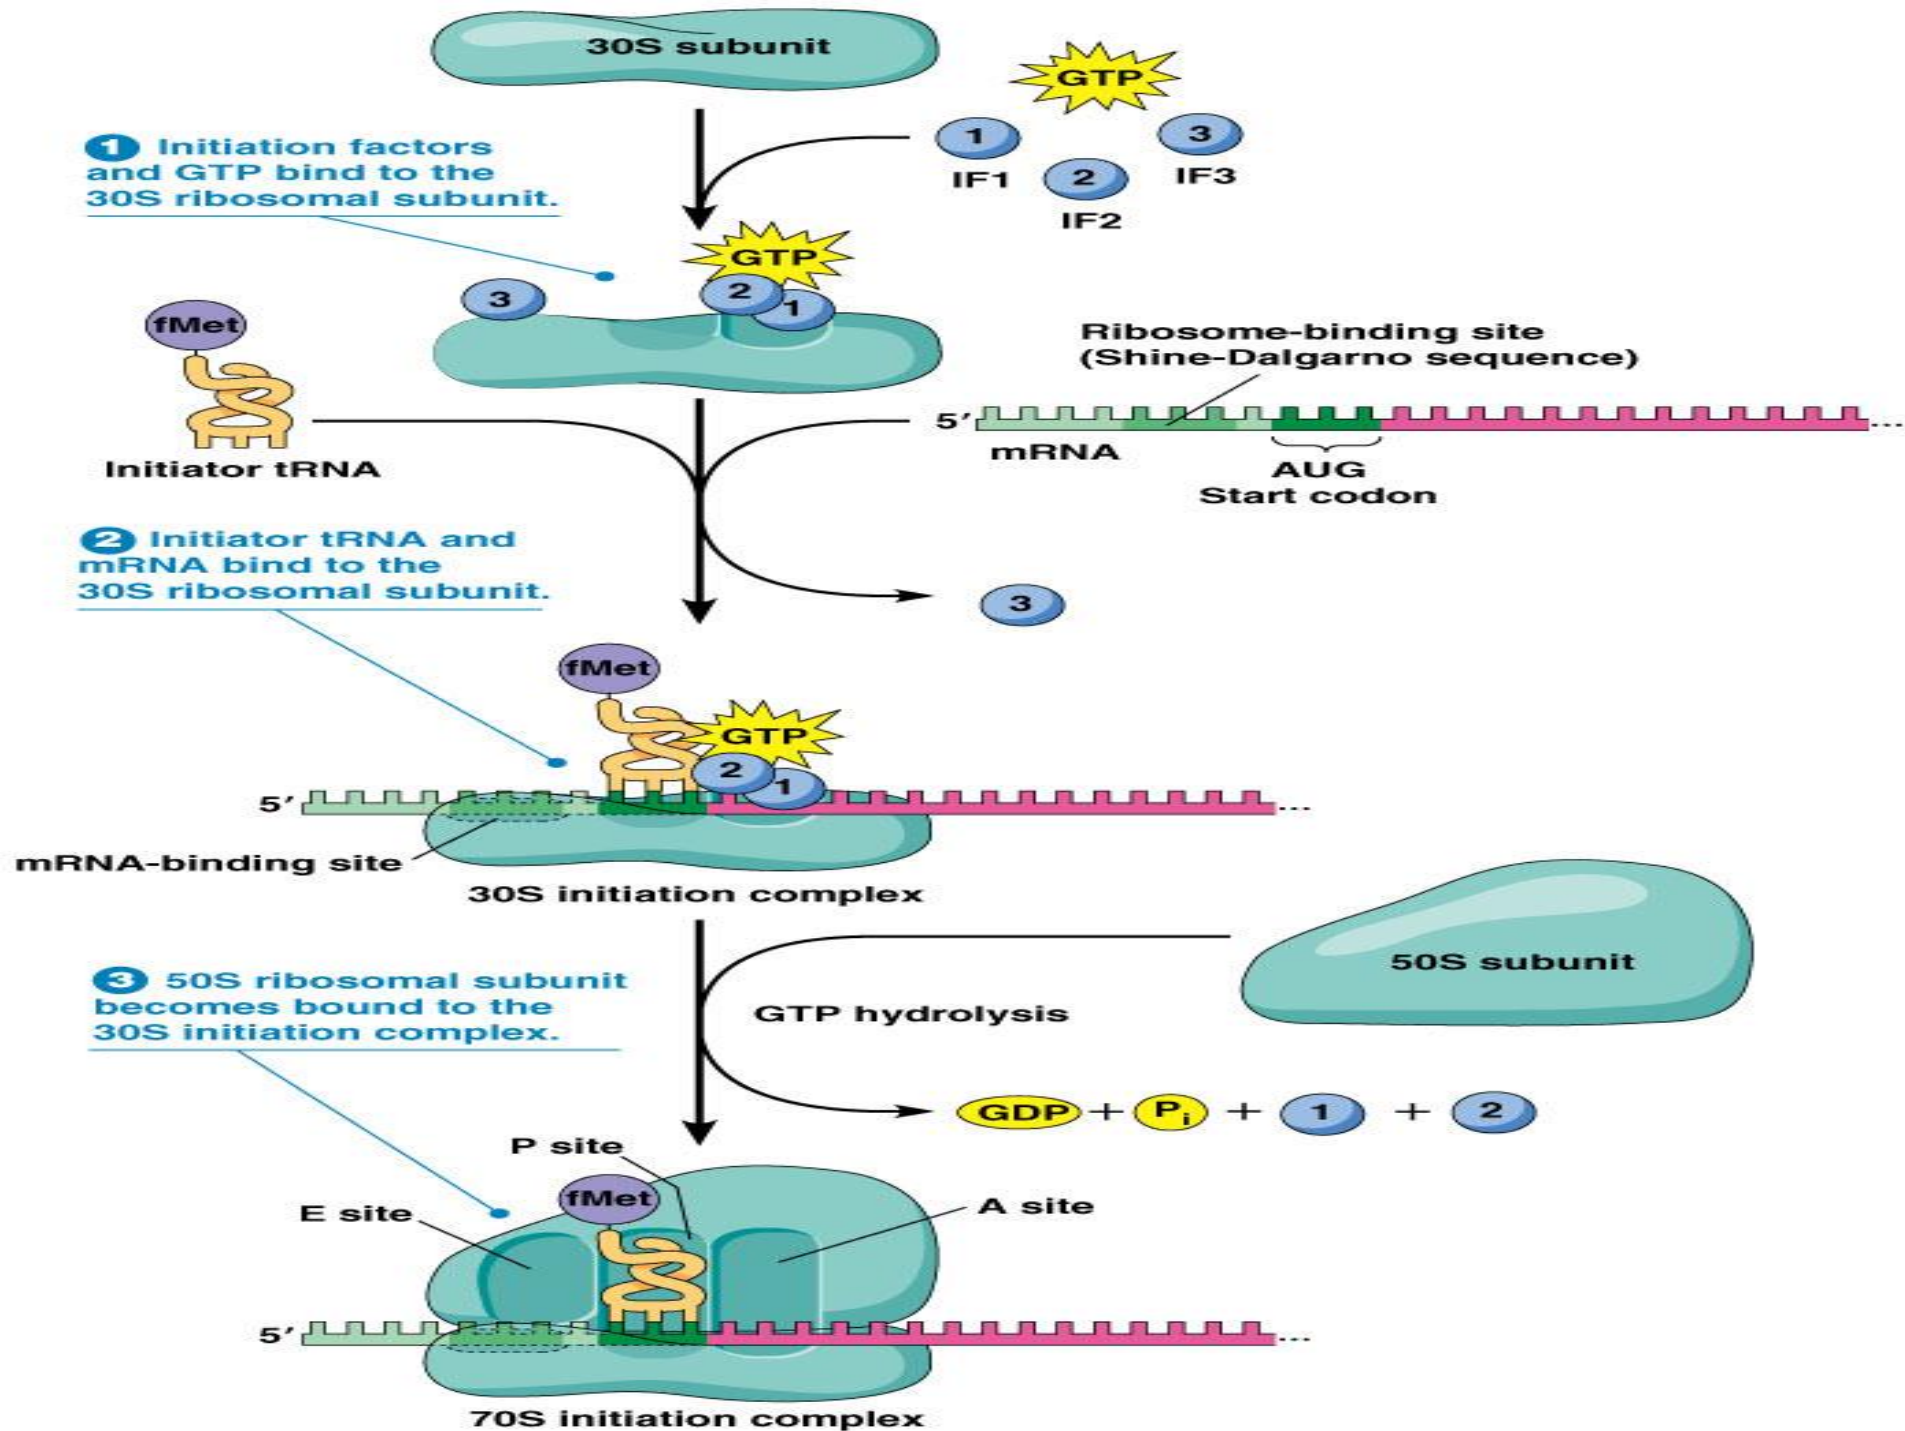 30S subunit
GTP
1
3
IF1
2
IF3
IF2
1 Initiation factors
and GTP bind to the
30S ribosomal subunit.
GTP
3
2
1
fMet
Initiator tRNA
Ribosome-binding site
(Shine-Dalgarno sequence)
5′
...
mRNA
AUG
Start codon
2 Initiator tRNA and
mRNA bind to the
30S ribosomal subunit.
3
fMet
GTP
2
1
5′
...
mRNA-binding site
30S initiation complex
50S subunit
3 50S ribosomal subunit
becomes bound to the
30S initiation complex.
GTP hydrolysis
GDP + Pi + 1 + 2
P site
fMet
E site
A site
5′
...
70S initiation complex